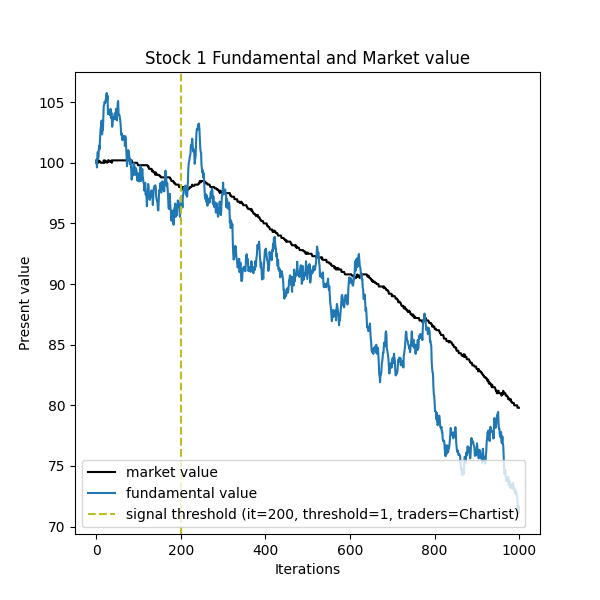 Stock 1 Fundamental and Market value
105
100
95
90
85
80
75
70
Present value
market value
fundamental value
signal threshold (it=200, threshold=1, traders=Chartist)
0 200 400 600 800 1000
Iterations